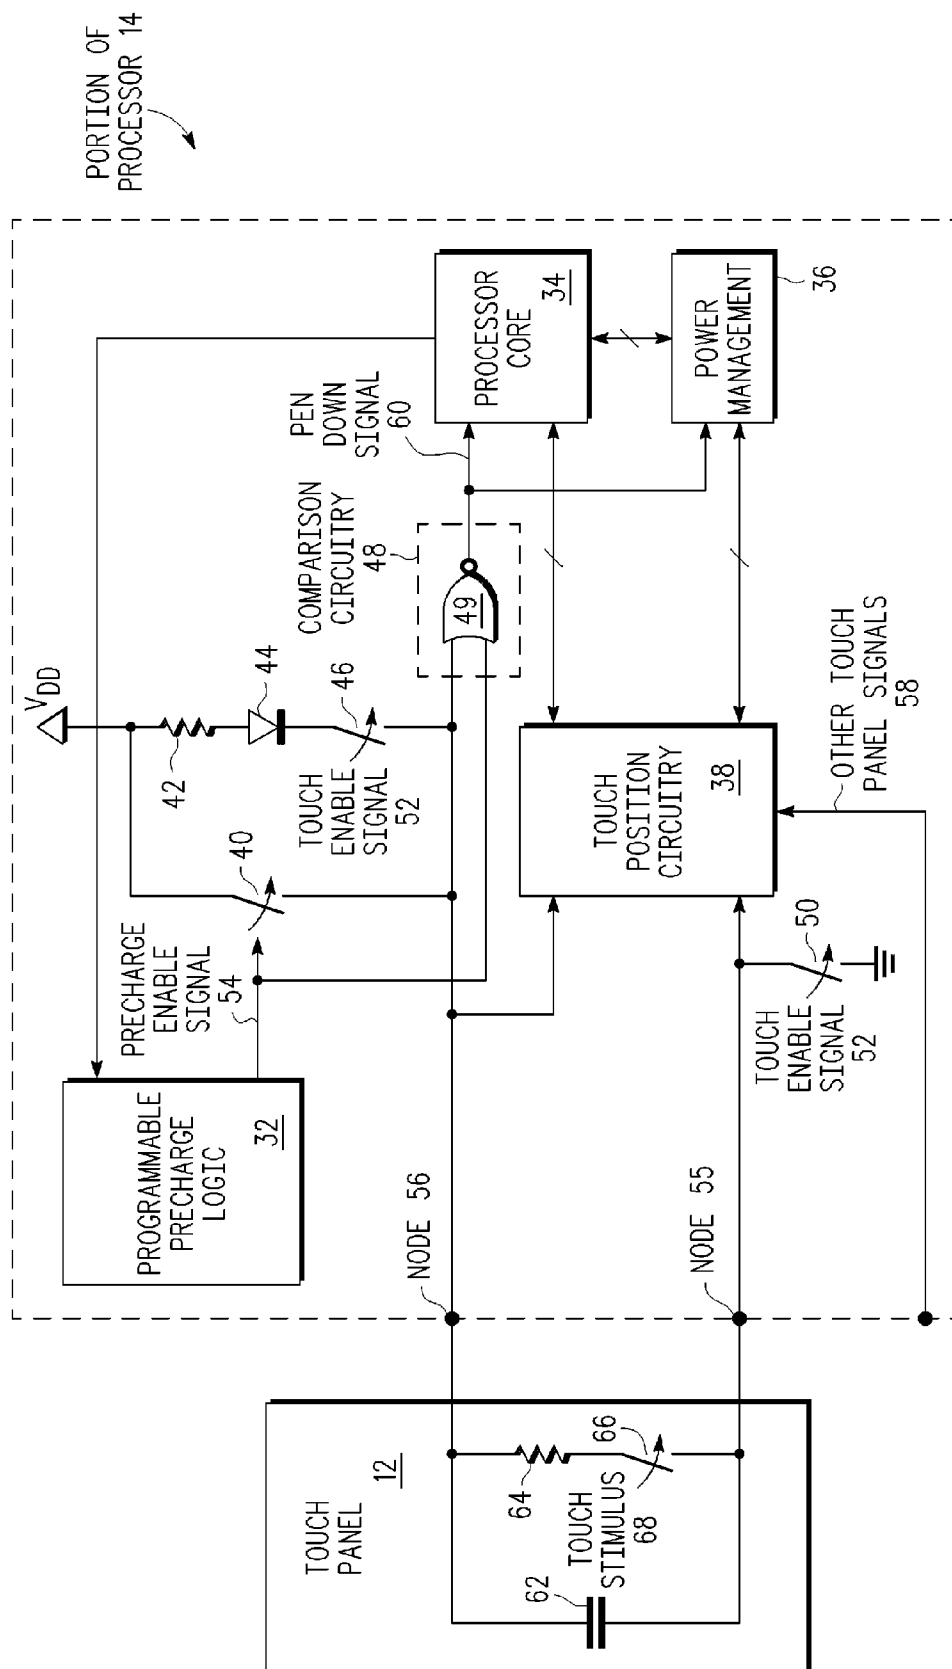 PORTION OF
PROCESSOR 14
VDD
PROGRAMMABLE
PRECHARGE
LOGIC
32
PRECHARGE
ENABLE
SIGNAL
54
40
42
44
TOUCH
ENABLE
SIGNAL
52
46
COMPARISON
CIRCUITRY
48
49
PEN
DOWN
SIGNAL
60
PROCESSOR
CORE
34
POWER
MANAGEMENT
36
TOUCH
POSITION
CIRCUITRY
38
OTHER TOUCH
PANEL SIGNALS
58
TOUCH
ENABLE
SIGNAL
52
50
NODE 56
NODE 55
TOUCH
PANEL
12
62
64
66
TOUCH
STIMULUS
68